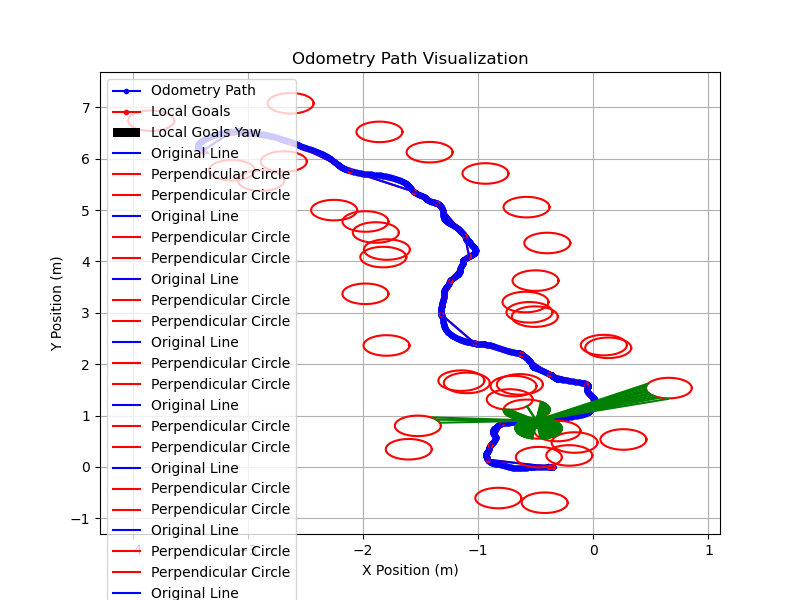 Odometry Path Visualization
Odometry Path
Local Goals
Local Goals Yaw
Original Line
Perpendicular Circle
Perpendicular Circle
Original Line
Perpendicular Circle
Perpendicular Circle
Original Line
Perpendicular Circle
Perpendicular Circle
Original Line
Perpendicular Circle
Perpendicular Circle
Original Line
Perpendicular Circle
Perpendicular Circle
Original Line
Perpendicular Circle
Perpendicular Circle
Original Line
Perpendicular Circle
Perpendicular Circle
Original Line
Y Position (m)
7
6
5
4
3
2
1
0
−1
−2
−1
0
1
X Position (m)